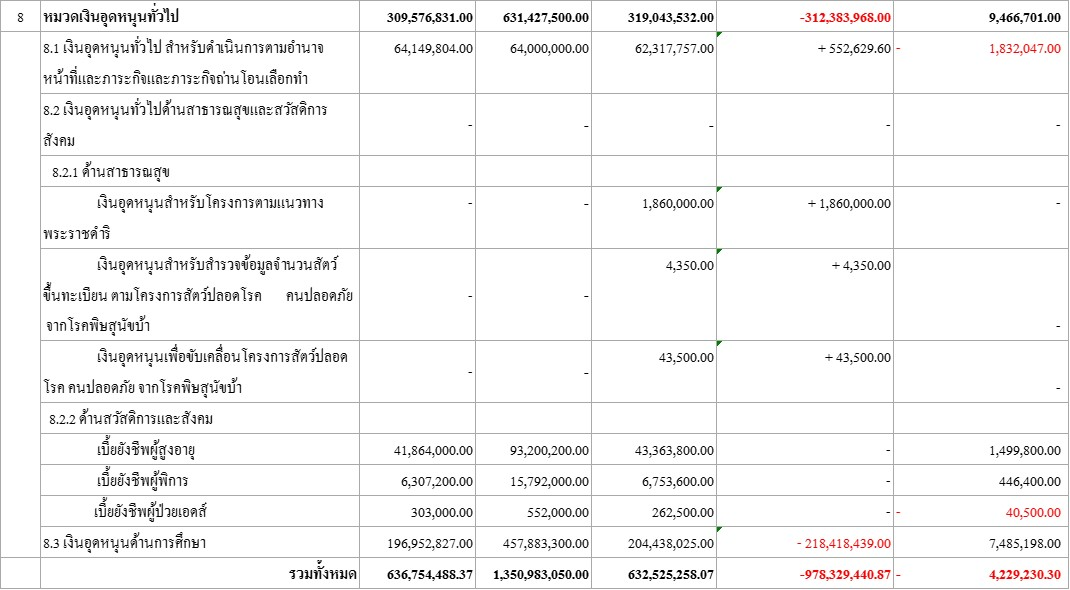 8 หมวดเงินอุดหนุนทั่วไป 309,576,831.00 631,427,500.00 319,043,532.00 -312,383,968.00 9,466,701.00
8.1 เงินอุดหนุนทั่วไป สำหรับดำเนินการตามอำนาจ 64,149,804.00 64,000,000.00 62,317,757.00 + 552,629.60 - 1,832,047.00
หน้าที่และภาระกิจและภาระกิจถ่านโอนเลือกทำ
8.2 เงินอุดหนุนทั่วไปด้านสาธารณสุขและสวัสดิการ
สังคม - - - - -
8.2.1 ด้านสาธารณสุข
เงินอุดหนุนสำหรับโครงการตามแนวทาง - - 1,860,000.00 + 1,860,000.00 -
พระราชดำริ
เงินอุดหนุนสำหรับสำรวจข้อมูลจำนวนสัตว์ 4,350.00 + 4,350.00
ขึ้นทะเบียน ตามโครงการสัตว์ปลอดโรค คนปลอดภัย - -
จากโรคพิษสุนัขบ้า -
เงินอุดหนุนเพื่อขับเคลื่อนโครงการสัตว์ปลอด - - 43,500.00 + 43,500.00
โรค คนปลอดภัย จากโรคพิษสุนัขบ้า -
8.2.2 ด้านสวัสดิการและสังคม
เบี้ยยังชีพผู้สูงอายุ 41,864,000.00 93,200,200.00 43,363,800.00 - 1,499,800.00
เบี้ยยังชีพผู้พิการ 6,307,200.00 15,792,000.00 6,753,600.00 - 446,400.00
เบี้ยยังชีพผู้ป่วยเอดส์ 303,000.00 552,000.00 262,500.00 - - 40,500.00
8.3 เงินอุดหนุนด้านการศึกษา 196,952,827.00 457,883,300.00 204,438,025.00 - 218,418,439.00 7,485,198.00
รวมทั้งหมด 636,754,488.37 1,350,983,050.00 632,525,258.07 -978,329,440.87 - 4,229,230.30